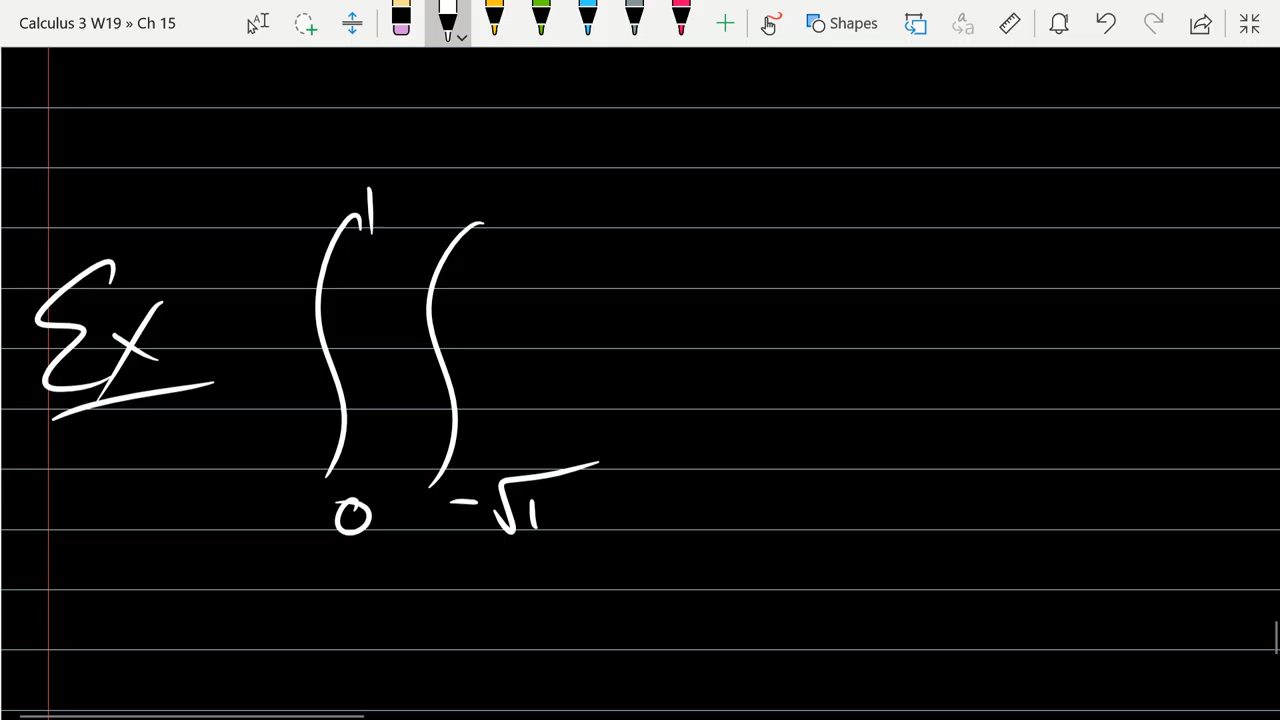 Calculus 3 W19 » Ch 15
Shapes
Ex ∫₀¹ ∫_{-√1}